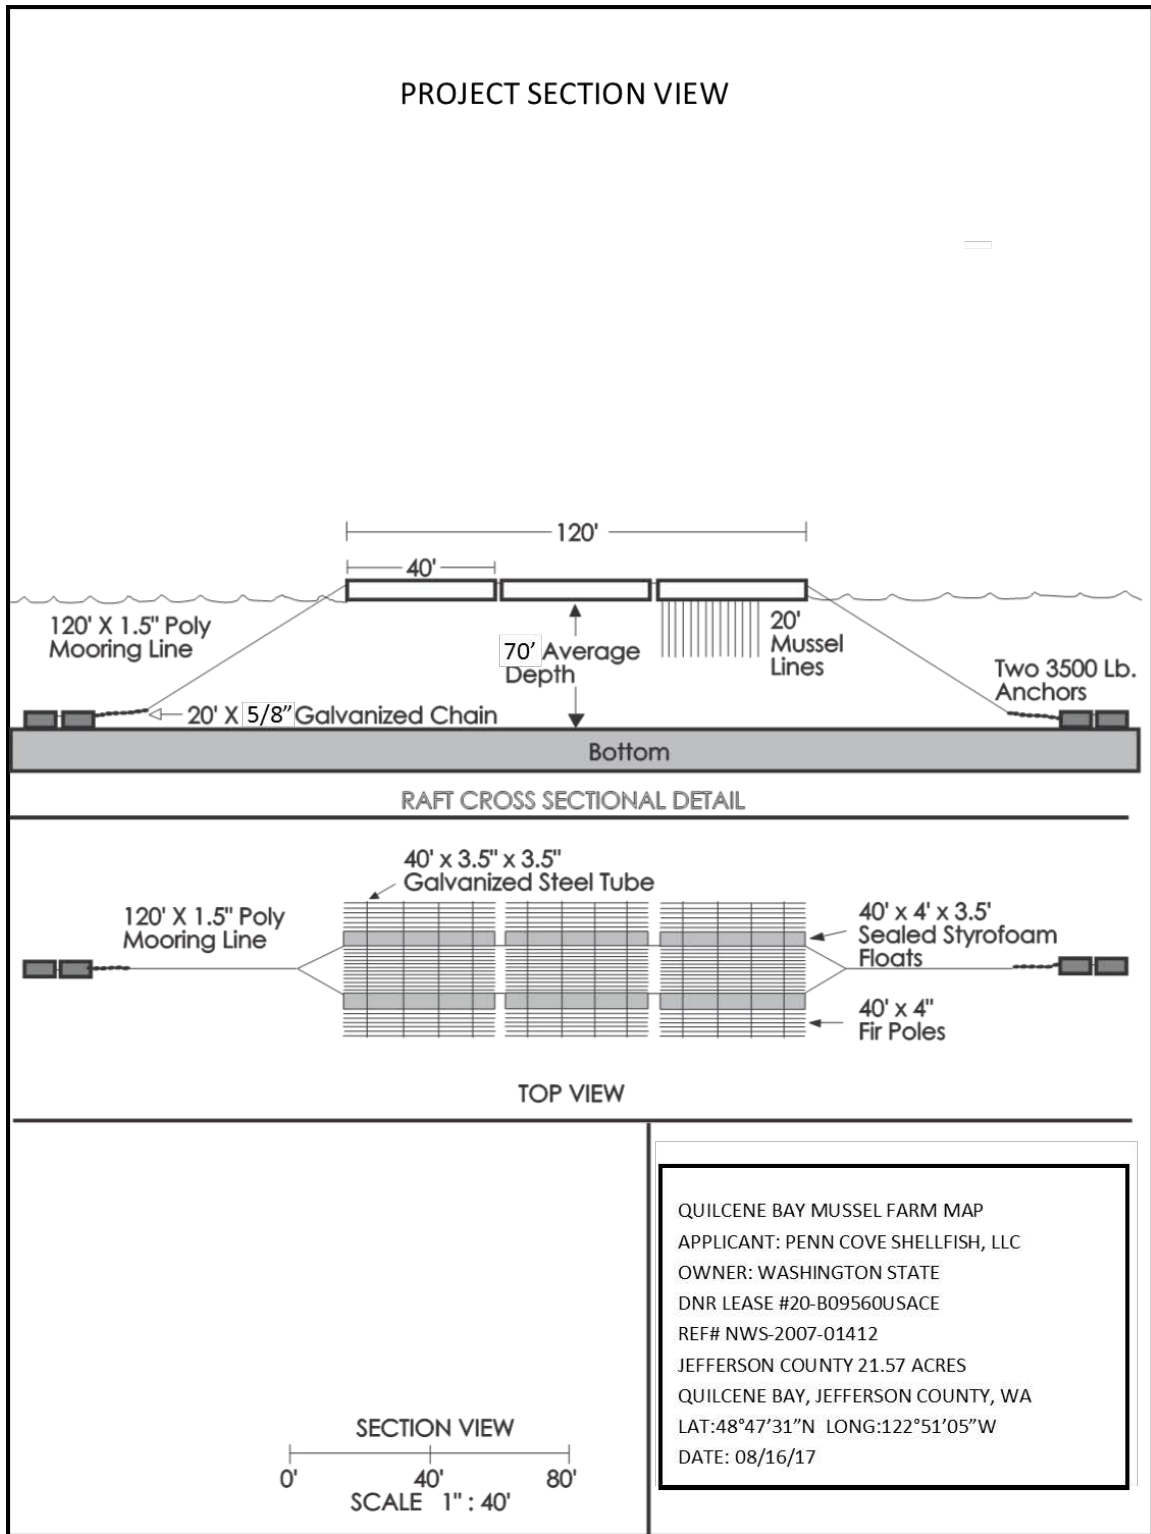 PROJECT SECTION VIEW
120'
40'
120' X 1.5" Poly
Mooring Line
70' Average
Depth
20'
Mussel
Lines
Two 3500 Lb.
Anchors
20' X 5/8" Galvanized Chain
Bottom
RAFT CROSS SECTIONAL DETAIL
40' x 3.5" x 3.5"
Galvanized Steel Tube
120' X 1.5" Poly
Mooring Line
40' x 4' x 3.5'
Sealed Styrofoam
Floats
40' x 4"
Fir Poles
TOP VIEW
SECTION VIEW
0' 40' 80'
SCALE 1" : 40'
QUILCENE BAY MUSSEL FARM MAP
APPLICANT: PENN COVE SHELLFISH, LLC
OWNER: WASHINGTON STATE
DNR LEASE #20-B09560USACE
REF# NWS-2007-01412
JEFFERSON COUNTY 21.57 ACRES
QUILCENE BAY, JEFFERSON COUNTY, WA
LAT:48°47’31”N LONG:122°51’05”W
DATE: 08/16/17